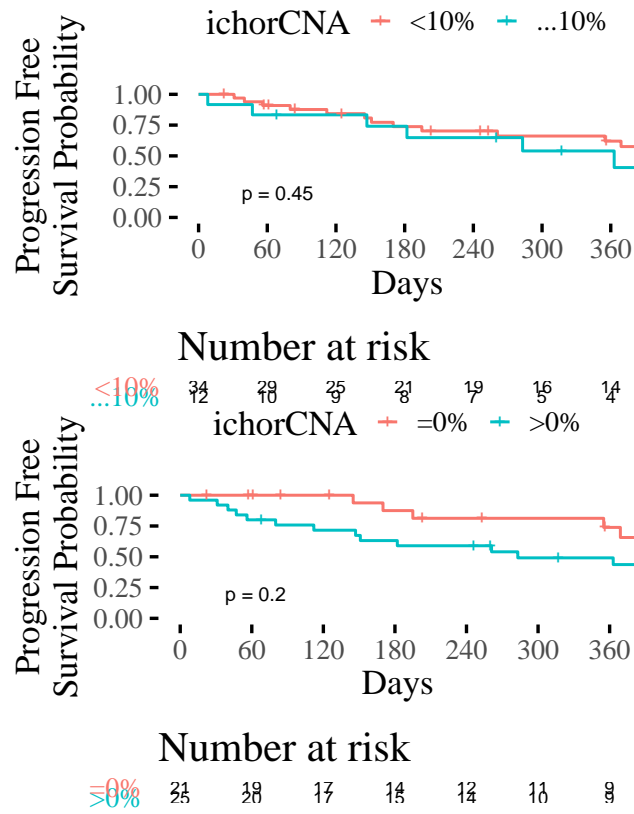 ichorCNA <10% ...10%
Progression Free
Survival Probability
1.00
0.75
0.50
0.25
0.00
p = 0.45
0 60 120 180 240 300 360
Days
Number at risk
<10% 34 29 25 21 19 16 14
...10% 12 10 9 8 7 5 4
ichorCNA =0% >0%
Progression Free
Survival Probability
1.00
0.75
0.50
0.25
0.00
p = 0.2
0 60 120 180 240 300 360
Days
Number at risk
=0% 21 19 17 14 12 11 9
>0% 25 20 17 15 14 10 9